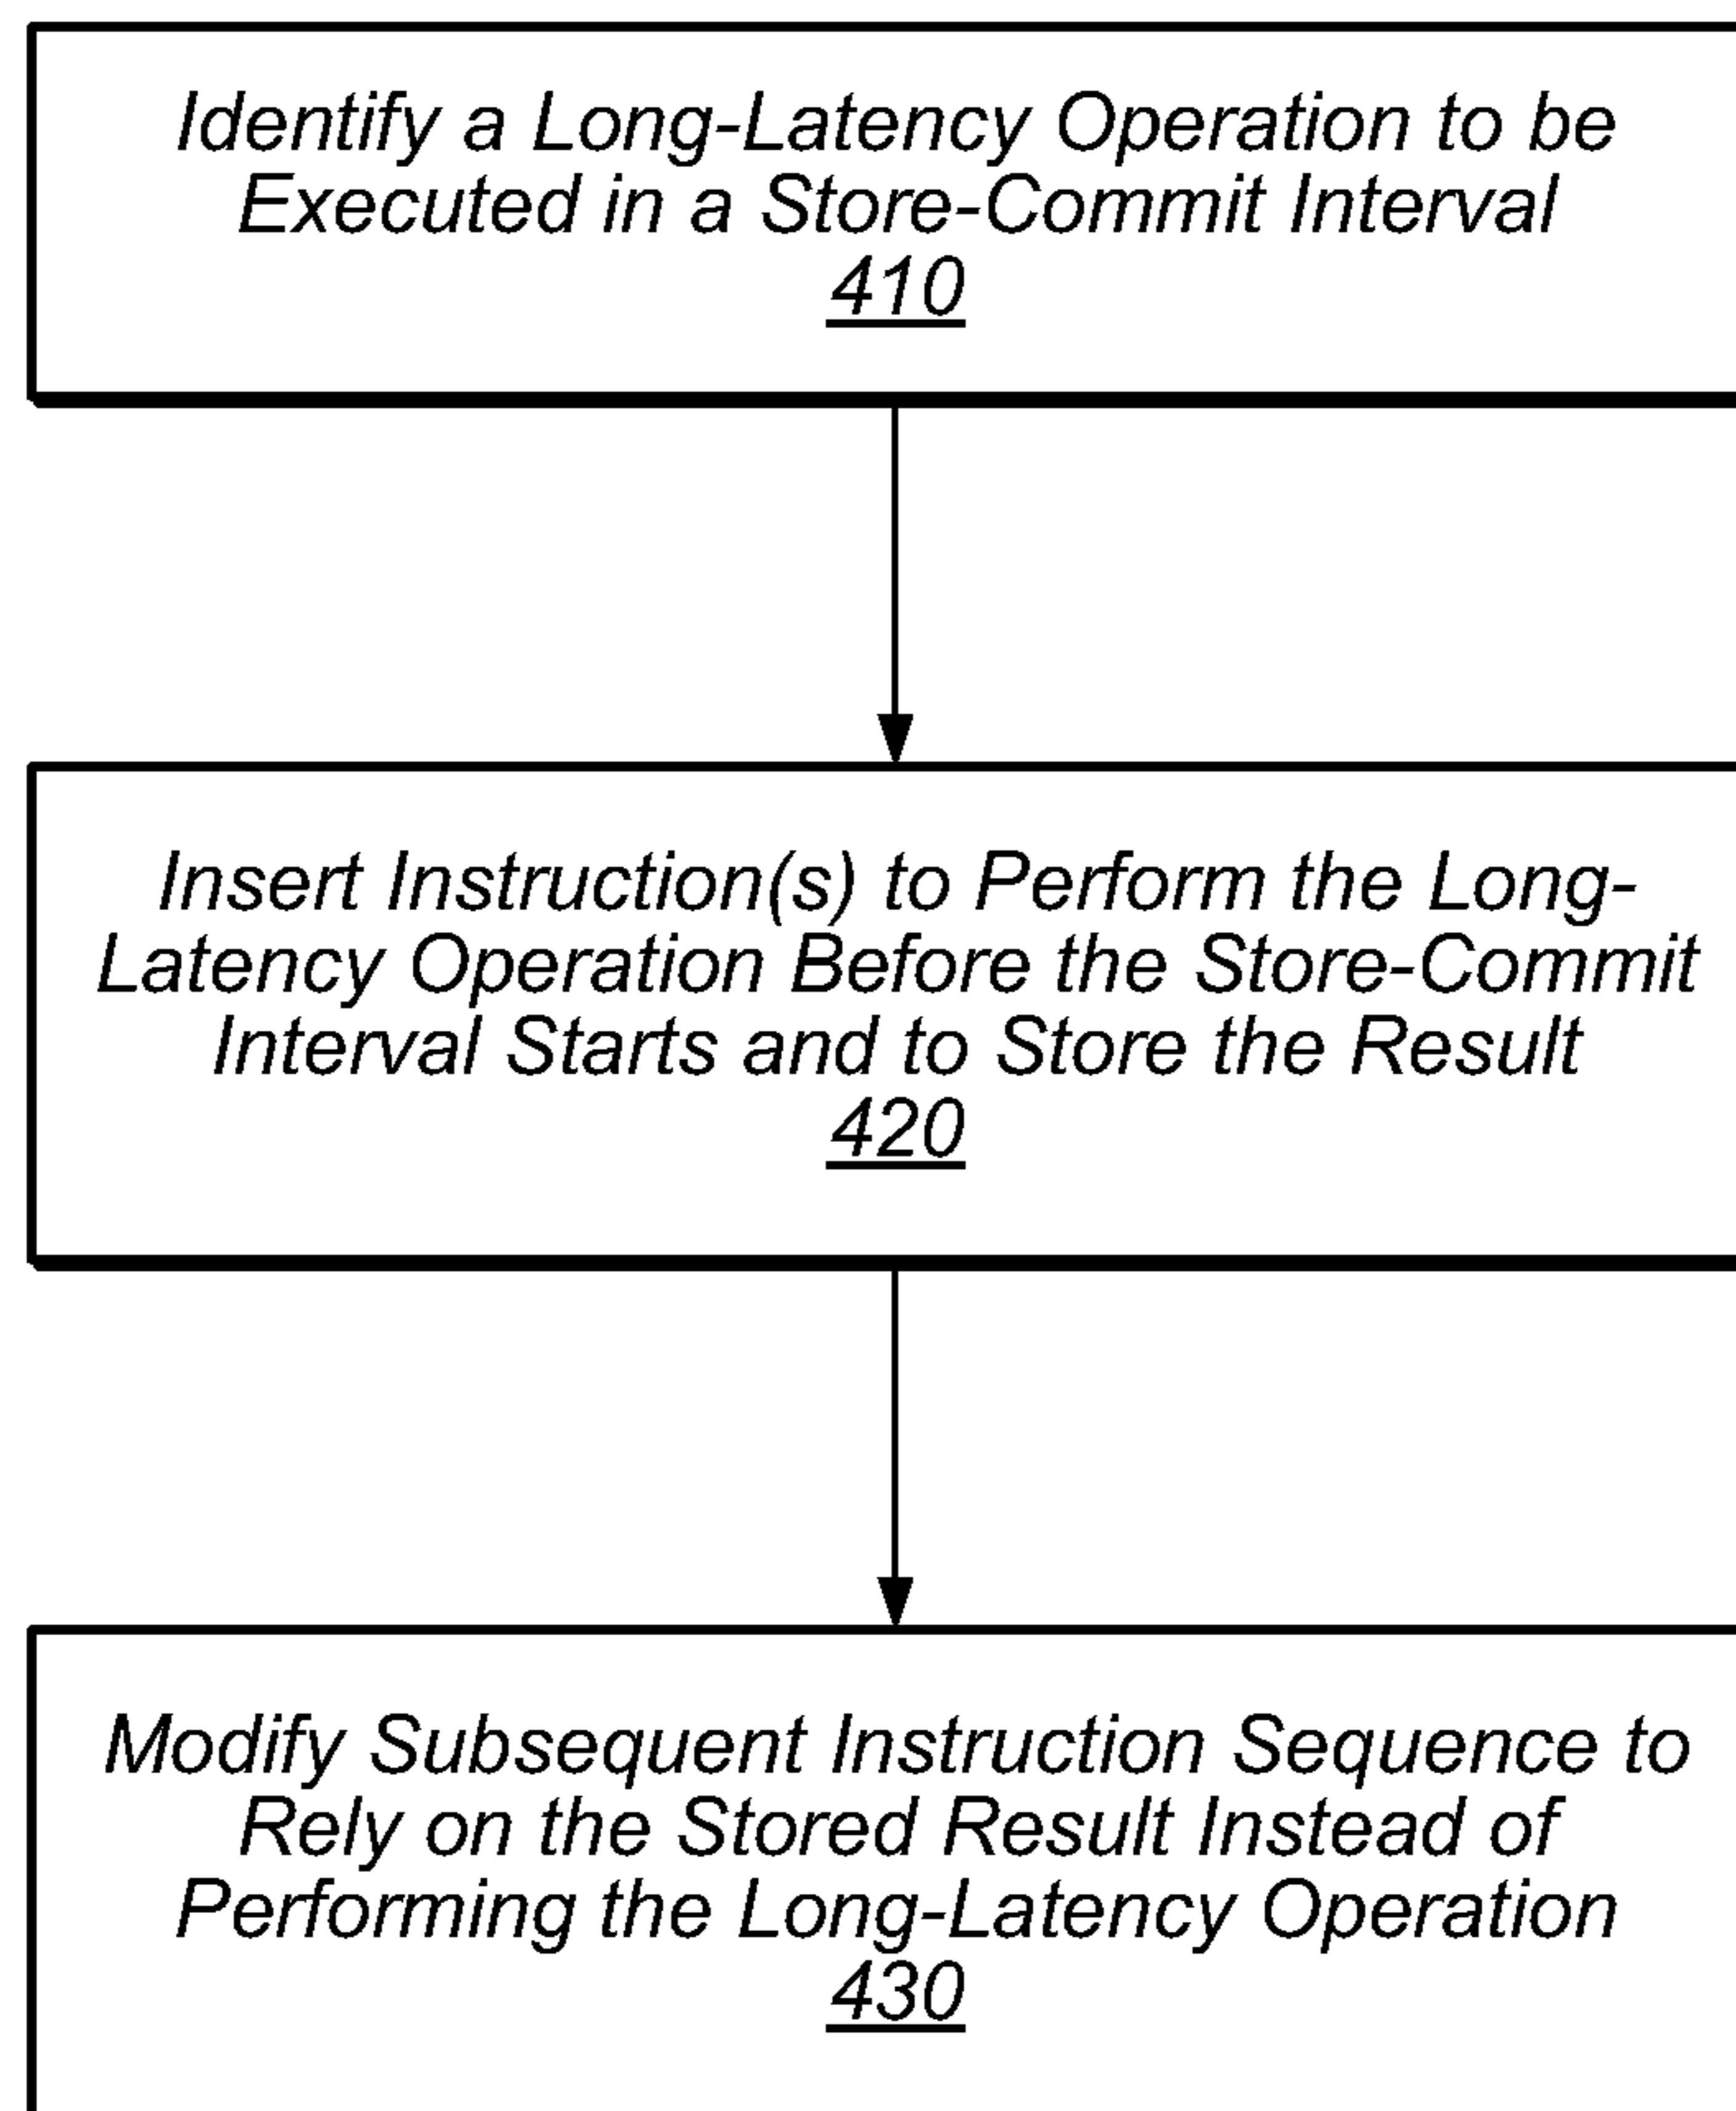 Identify a Long-Latency Operation to be
Executed in a Store-Commit Interval
410
Insert Instruction(s) to Perform the Long-
Latency Operation Before the Store-Commit
Interval Starts and to Store the Result
420
Modify Subsequent Instruction Sequence to
Rely on the Stored Result Instead of
Performing the Long-Latency Operation
430